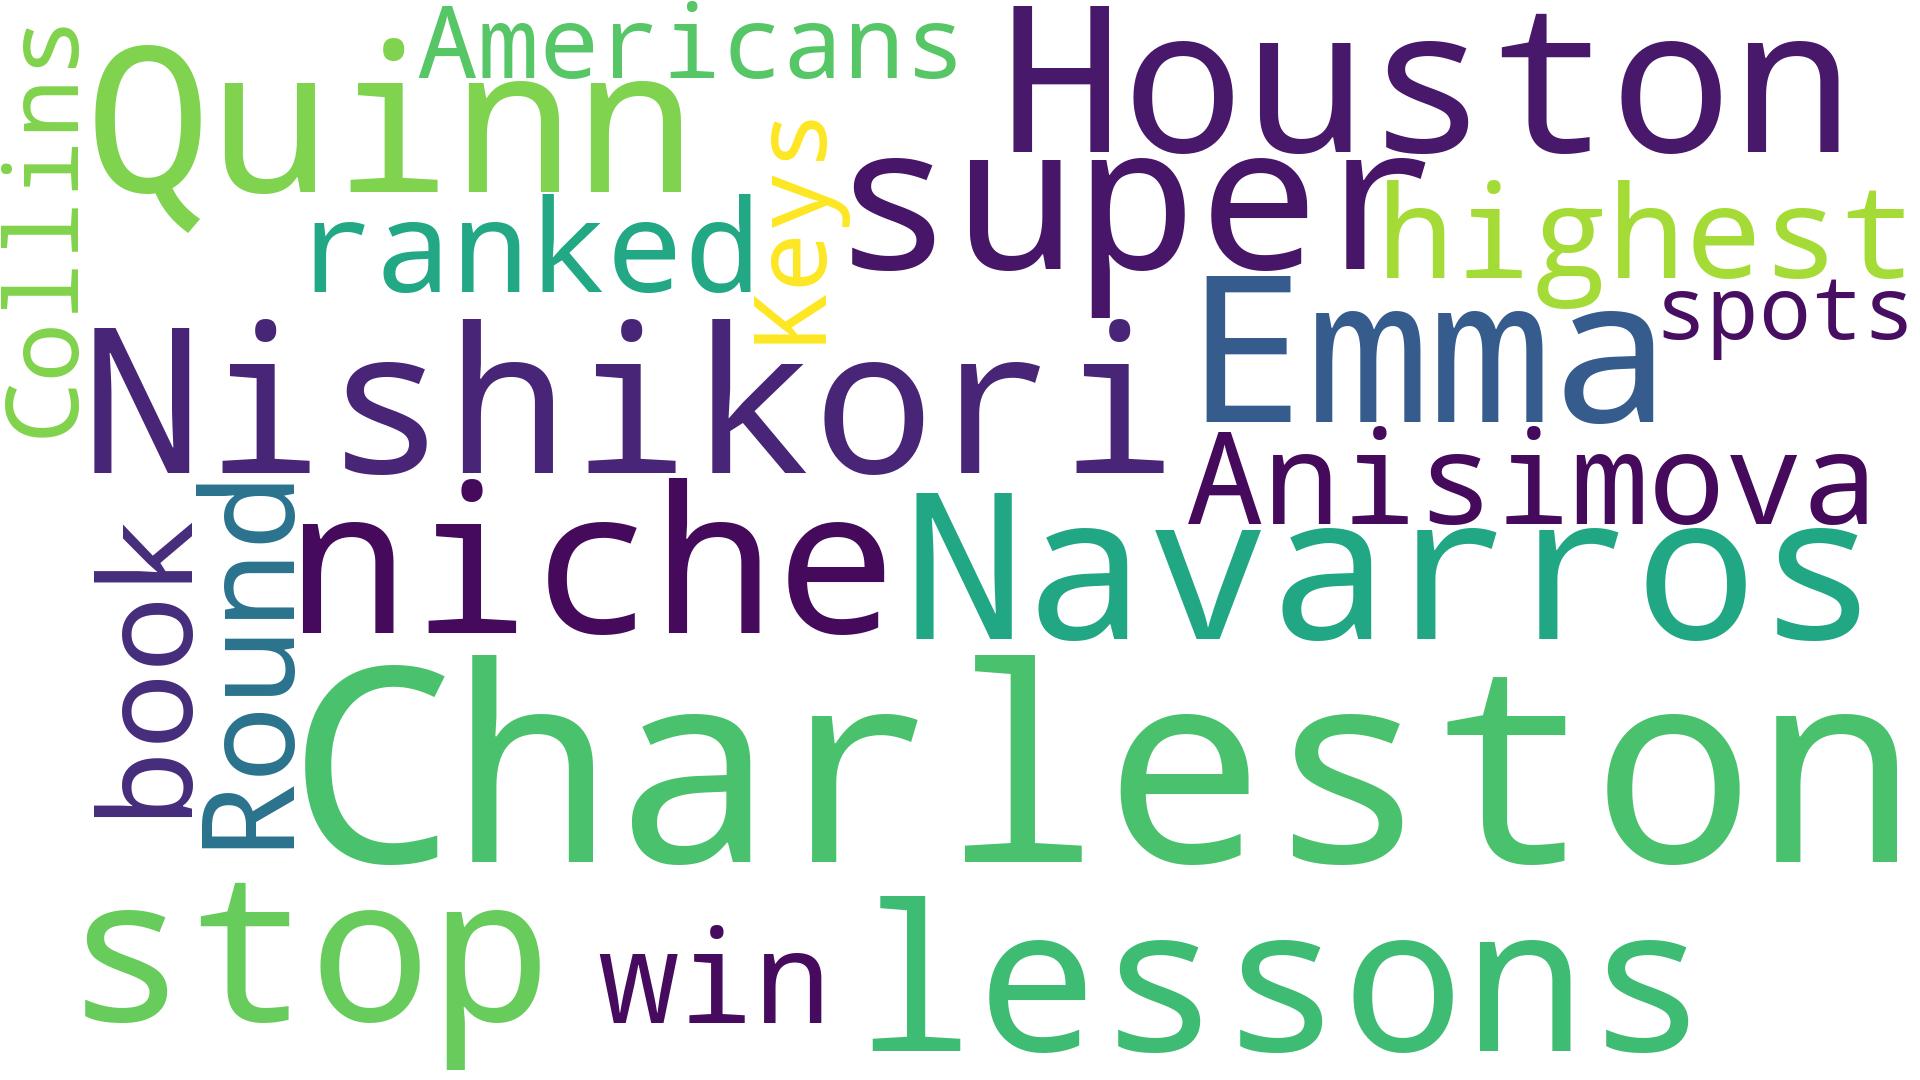 Collins
Quinn
Americans
Houston
ranked
Keys
super
highest
Nishikori
Emma
spots
Anisimova
book
Round
niche
Navarros
Charleston
stop
win
lessons